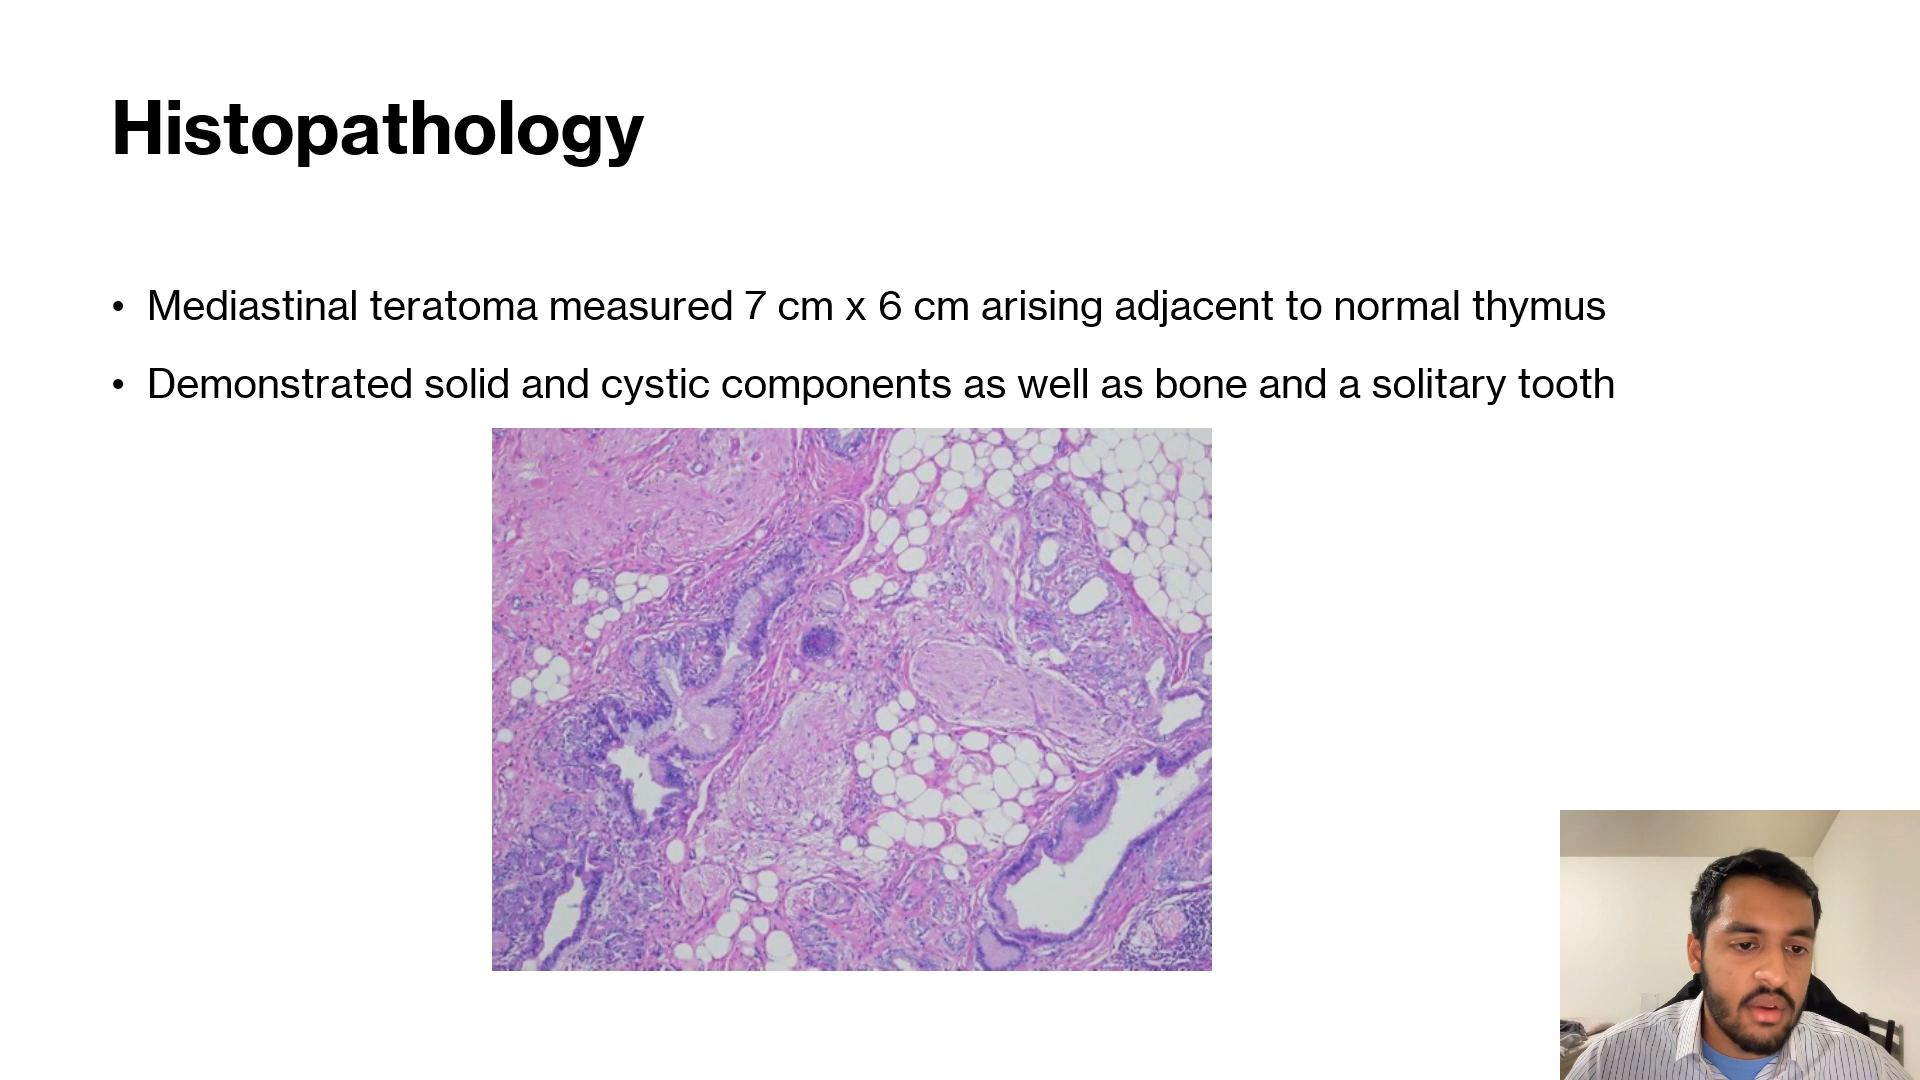 Histopathology
• Mediastinal teratoma measured 7 cm x 6 cm arising adjacent to normal thymus
• Demonstrated solid and cystic components as well as bone and a solitary tooth